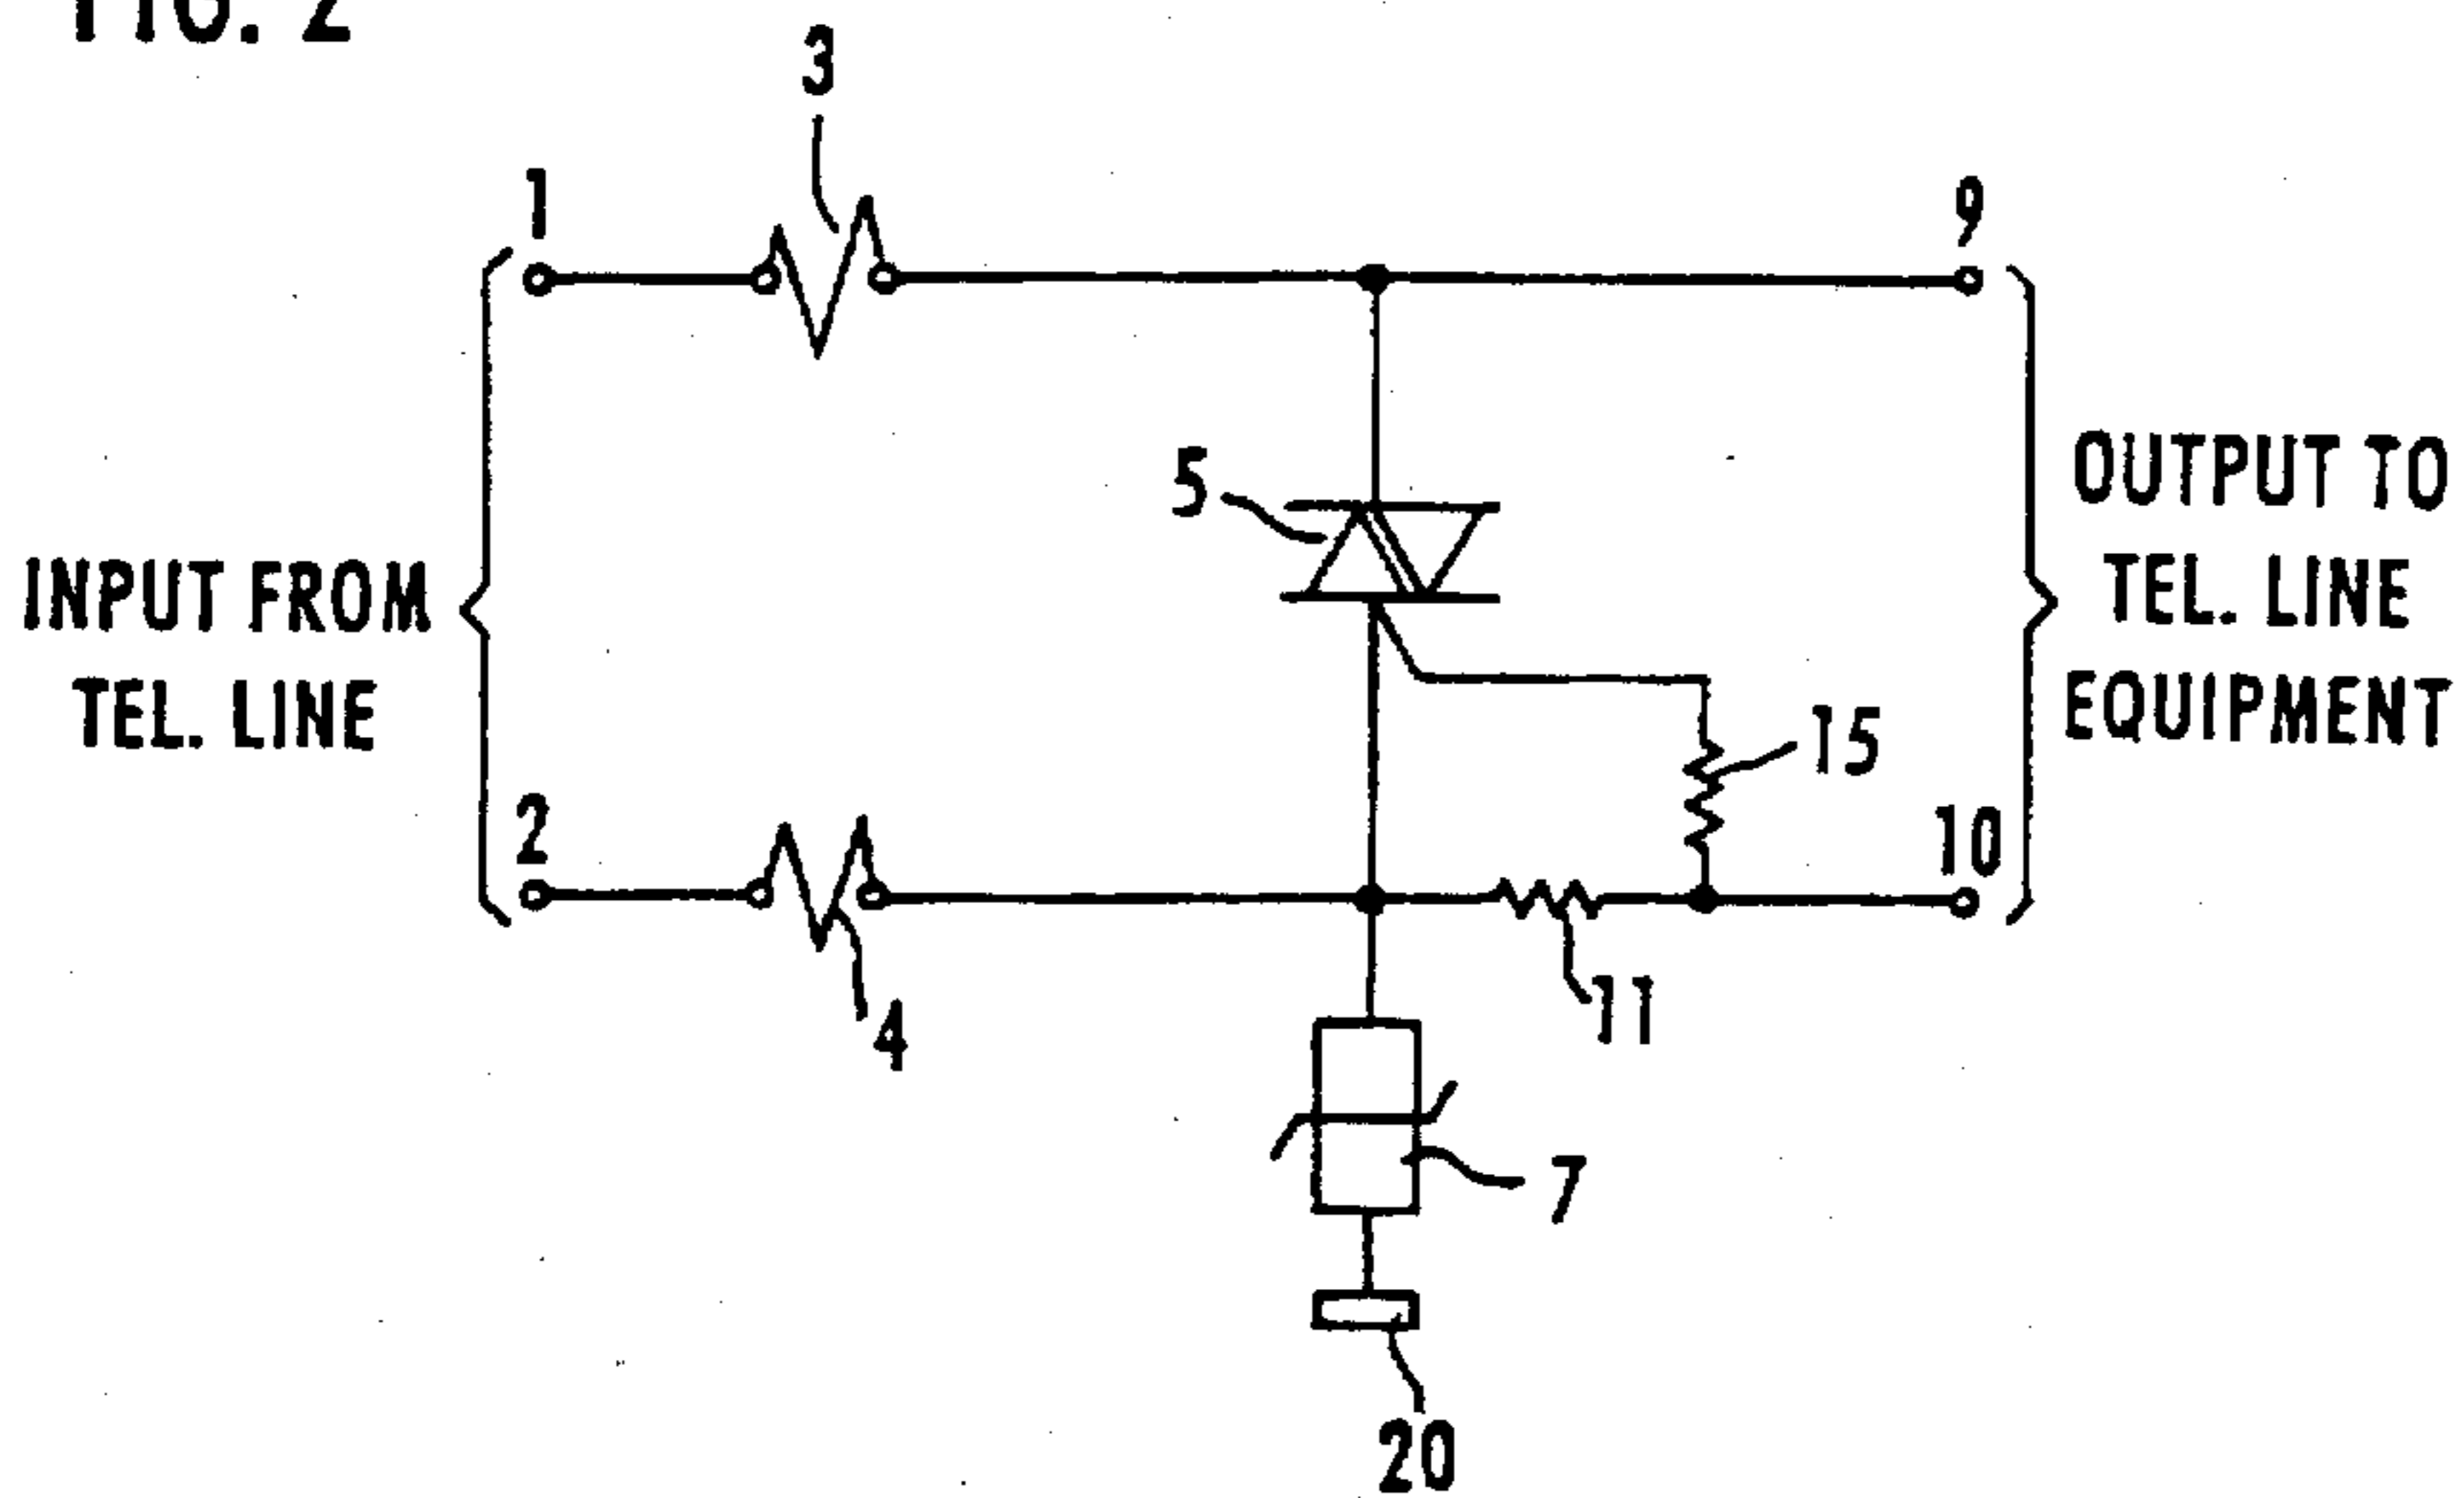 FIG. 2
3
1
9
5
OUTPUT TO
TEL. LINE
EQUIPMENT
INPUT FROM
TEL. LINE
15
2
10
4
11
7
20